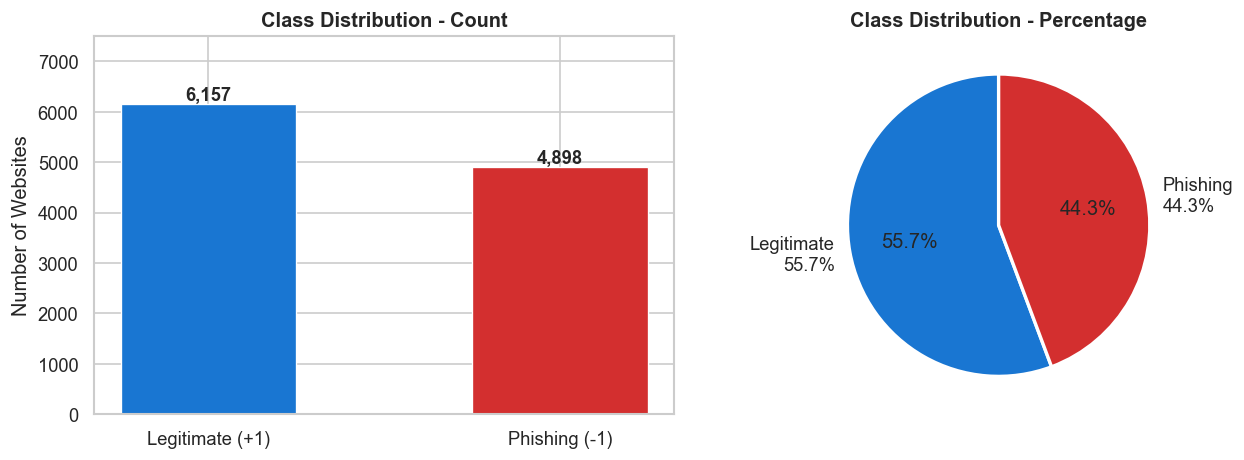 Class Distribution - Count
Number of Websites
7000
6000
5000
4000
3000
2000
1000
0
6,157
4,898
Legitimate (+1)
Phishing (-1)
Class Distribution - Percentage
Legitimate
55.7%
55.7%
44.3%
Phishing
44.3%